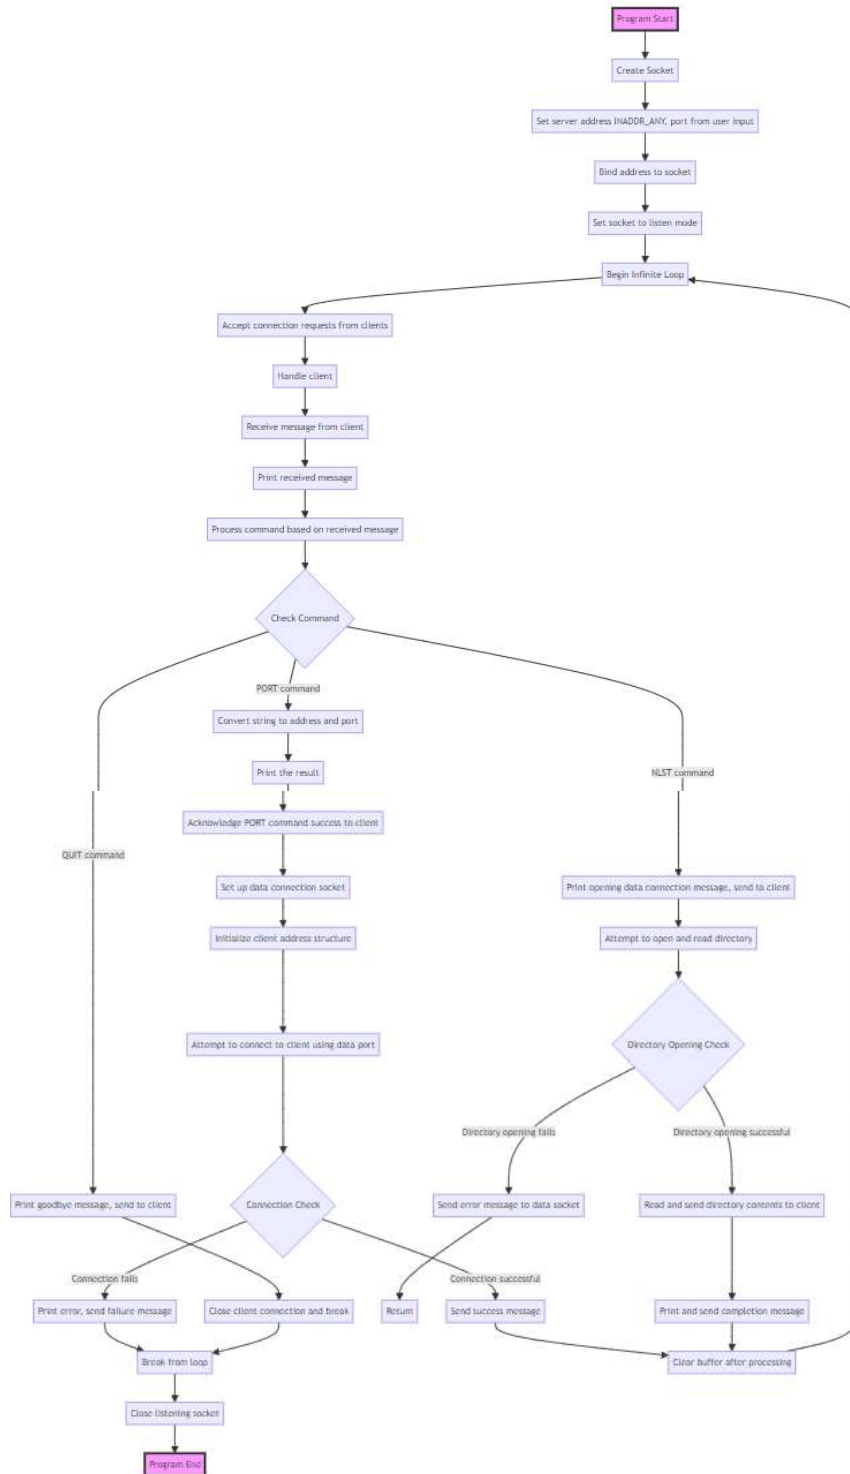 Program Start
Create Socket
Set server address INADDR_ANY, port from user input
Bind address to socket
Set socket to listen mode
Begin Infinite Loop
Accept connection requests from clients
Handle client
Receive message from client
Print received message
Process command based on received message
Check Command
PORT command
Convert string to address and port
Print the result
NLST command
Acknowledge PORT command success to client
QUIT command
Set up data connection socket
Print opening data connection message, send to client
Initialize client address structure
Attempt to open and read directory
Attempt to connect to client using data port
Directory Opening Check
Directory opening fails
Directory opening successful
Print goodbye message, send to client
Connection Check
Send error message to data socket
Read and send directory contents to client
Connection fails
Connection successful
Print error, send failure message
Close client connection and break
Return
Send success message
Print and send completion message
Break from loop
Clear buffer after processing
Close listening socket
Program End